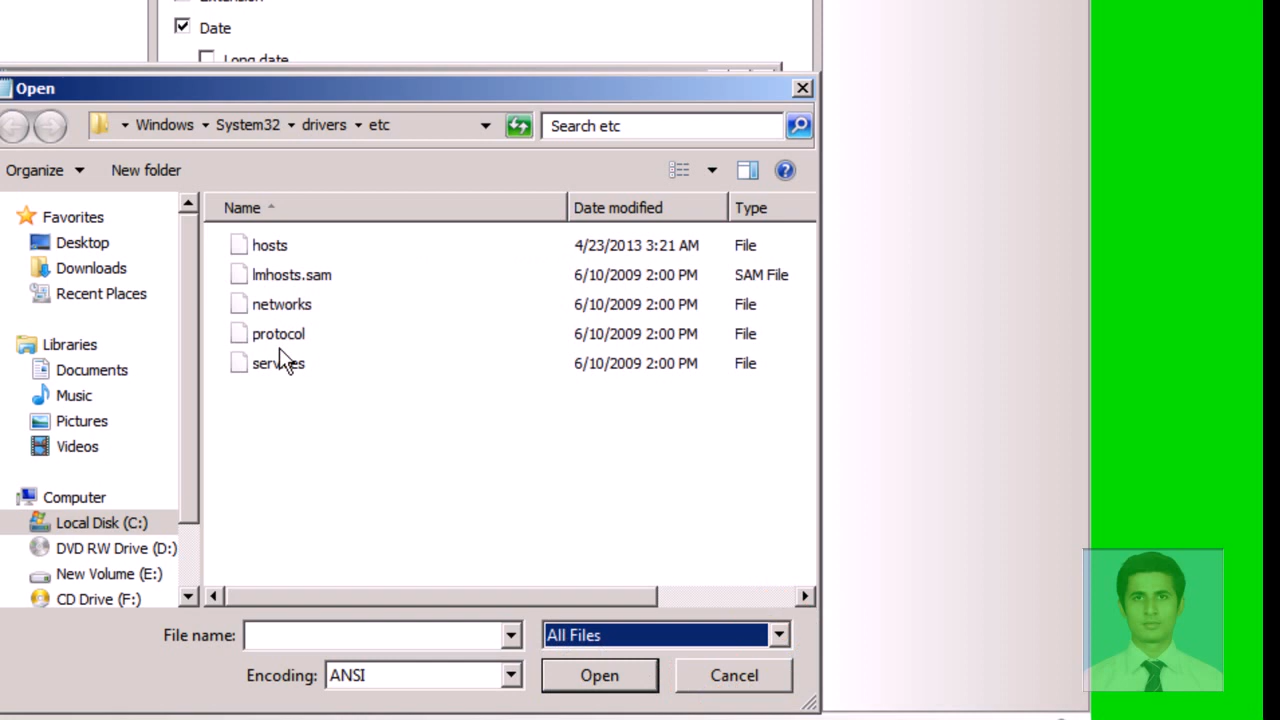 Extension
Date
Long date
Open
Windows System32 drivers etc
Search etc
Organize New folder
Name Date modified Type
Favorites
Desktop
Downloads
Recent Places
Libraries
Documents
Music
Pictures
Videos
Computer
Local Disk (C:)
DVD RW Drive (D:)
New Volume (E:)
CD Drive (F:)
hosts 4/23/2013 3:21 AM File
lmhosts.sam 6/10/2009 2:00 PM SAM File
networks 6/10/2009 2:00 PM File
protocol 6/10/2009 2:00 PM File
services 6/10/2009 2:00 PM File
File name: All Files
Encoding: ANSI Open Cancel